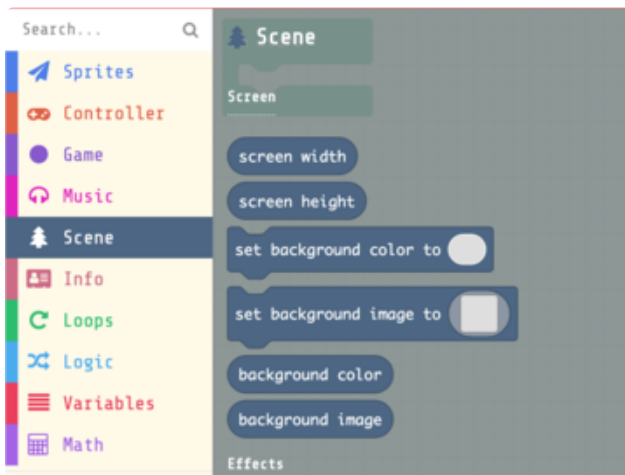 Search...
Sprites
Controller
Game
Music
Scene
Info
Loops
Logic
Variables
Math
Scene
Screen
screen width
screen height
set background color to
set background image to
background color
background image
Effects